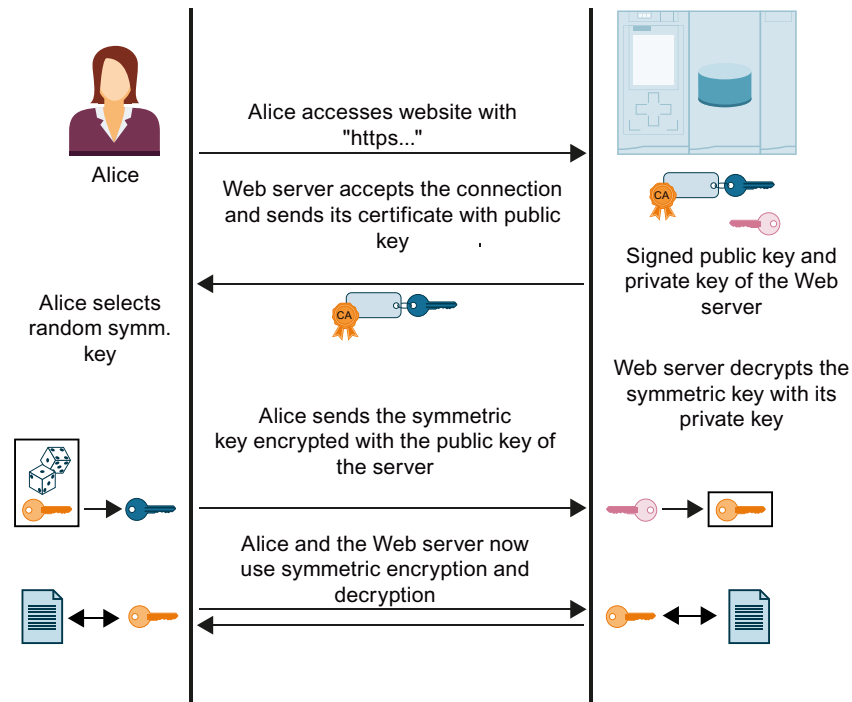 Alice accesses website with
"https..."
Alice
Web server accepts the connection
and sends its certificate with public
key
CA
Signed public key and
private key of the Web
server
Alice selects
random symm.
key
CA
Web server decrypts the
symmetric key with its
private key
Alice sends the symmetric
key encrypted with the public key of
the server
Alice and the Web server now
use symmetric encryption and
decryption